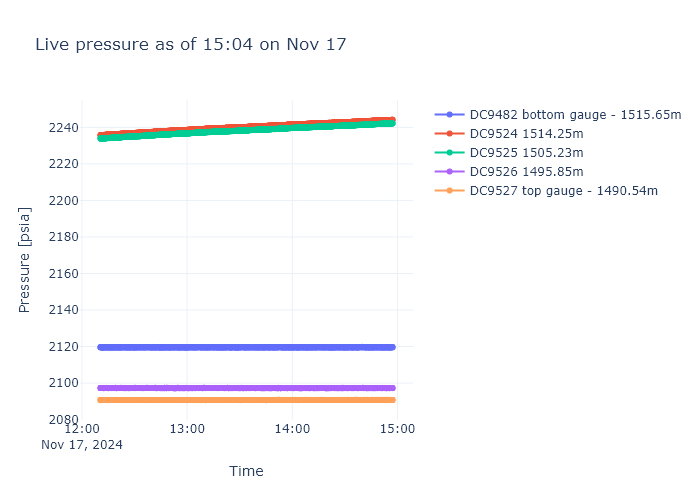 Live pressure as of 15:04 on Nov 17
DC9482 bottom gauge - 1515.65m
DC9524 1514.25m
DC9525 1505.23m
DC9526 1495.85m
DC9527 top gauge - 1490.54m
Pressure [psia]
2240
2220
2200
2180
2160
2140
2120
2100
2080
12:00 13:00 14:00 15:00
Nov 17, 2024
Time